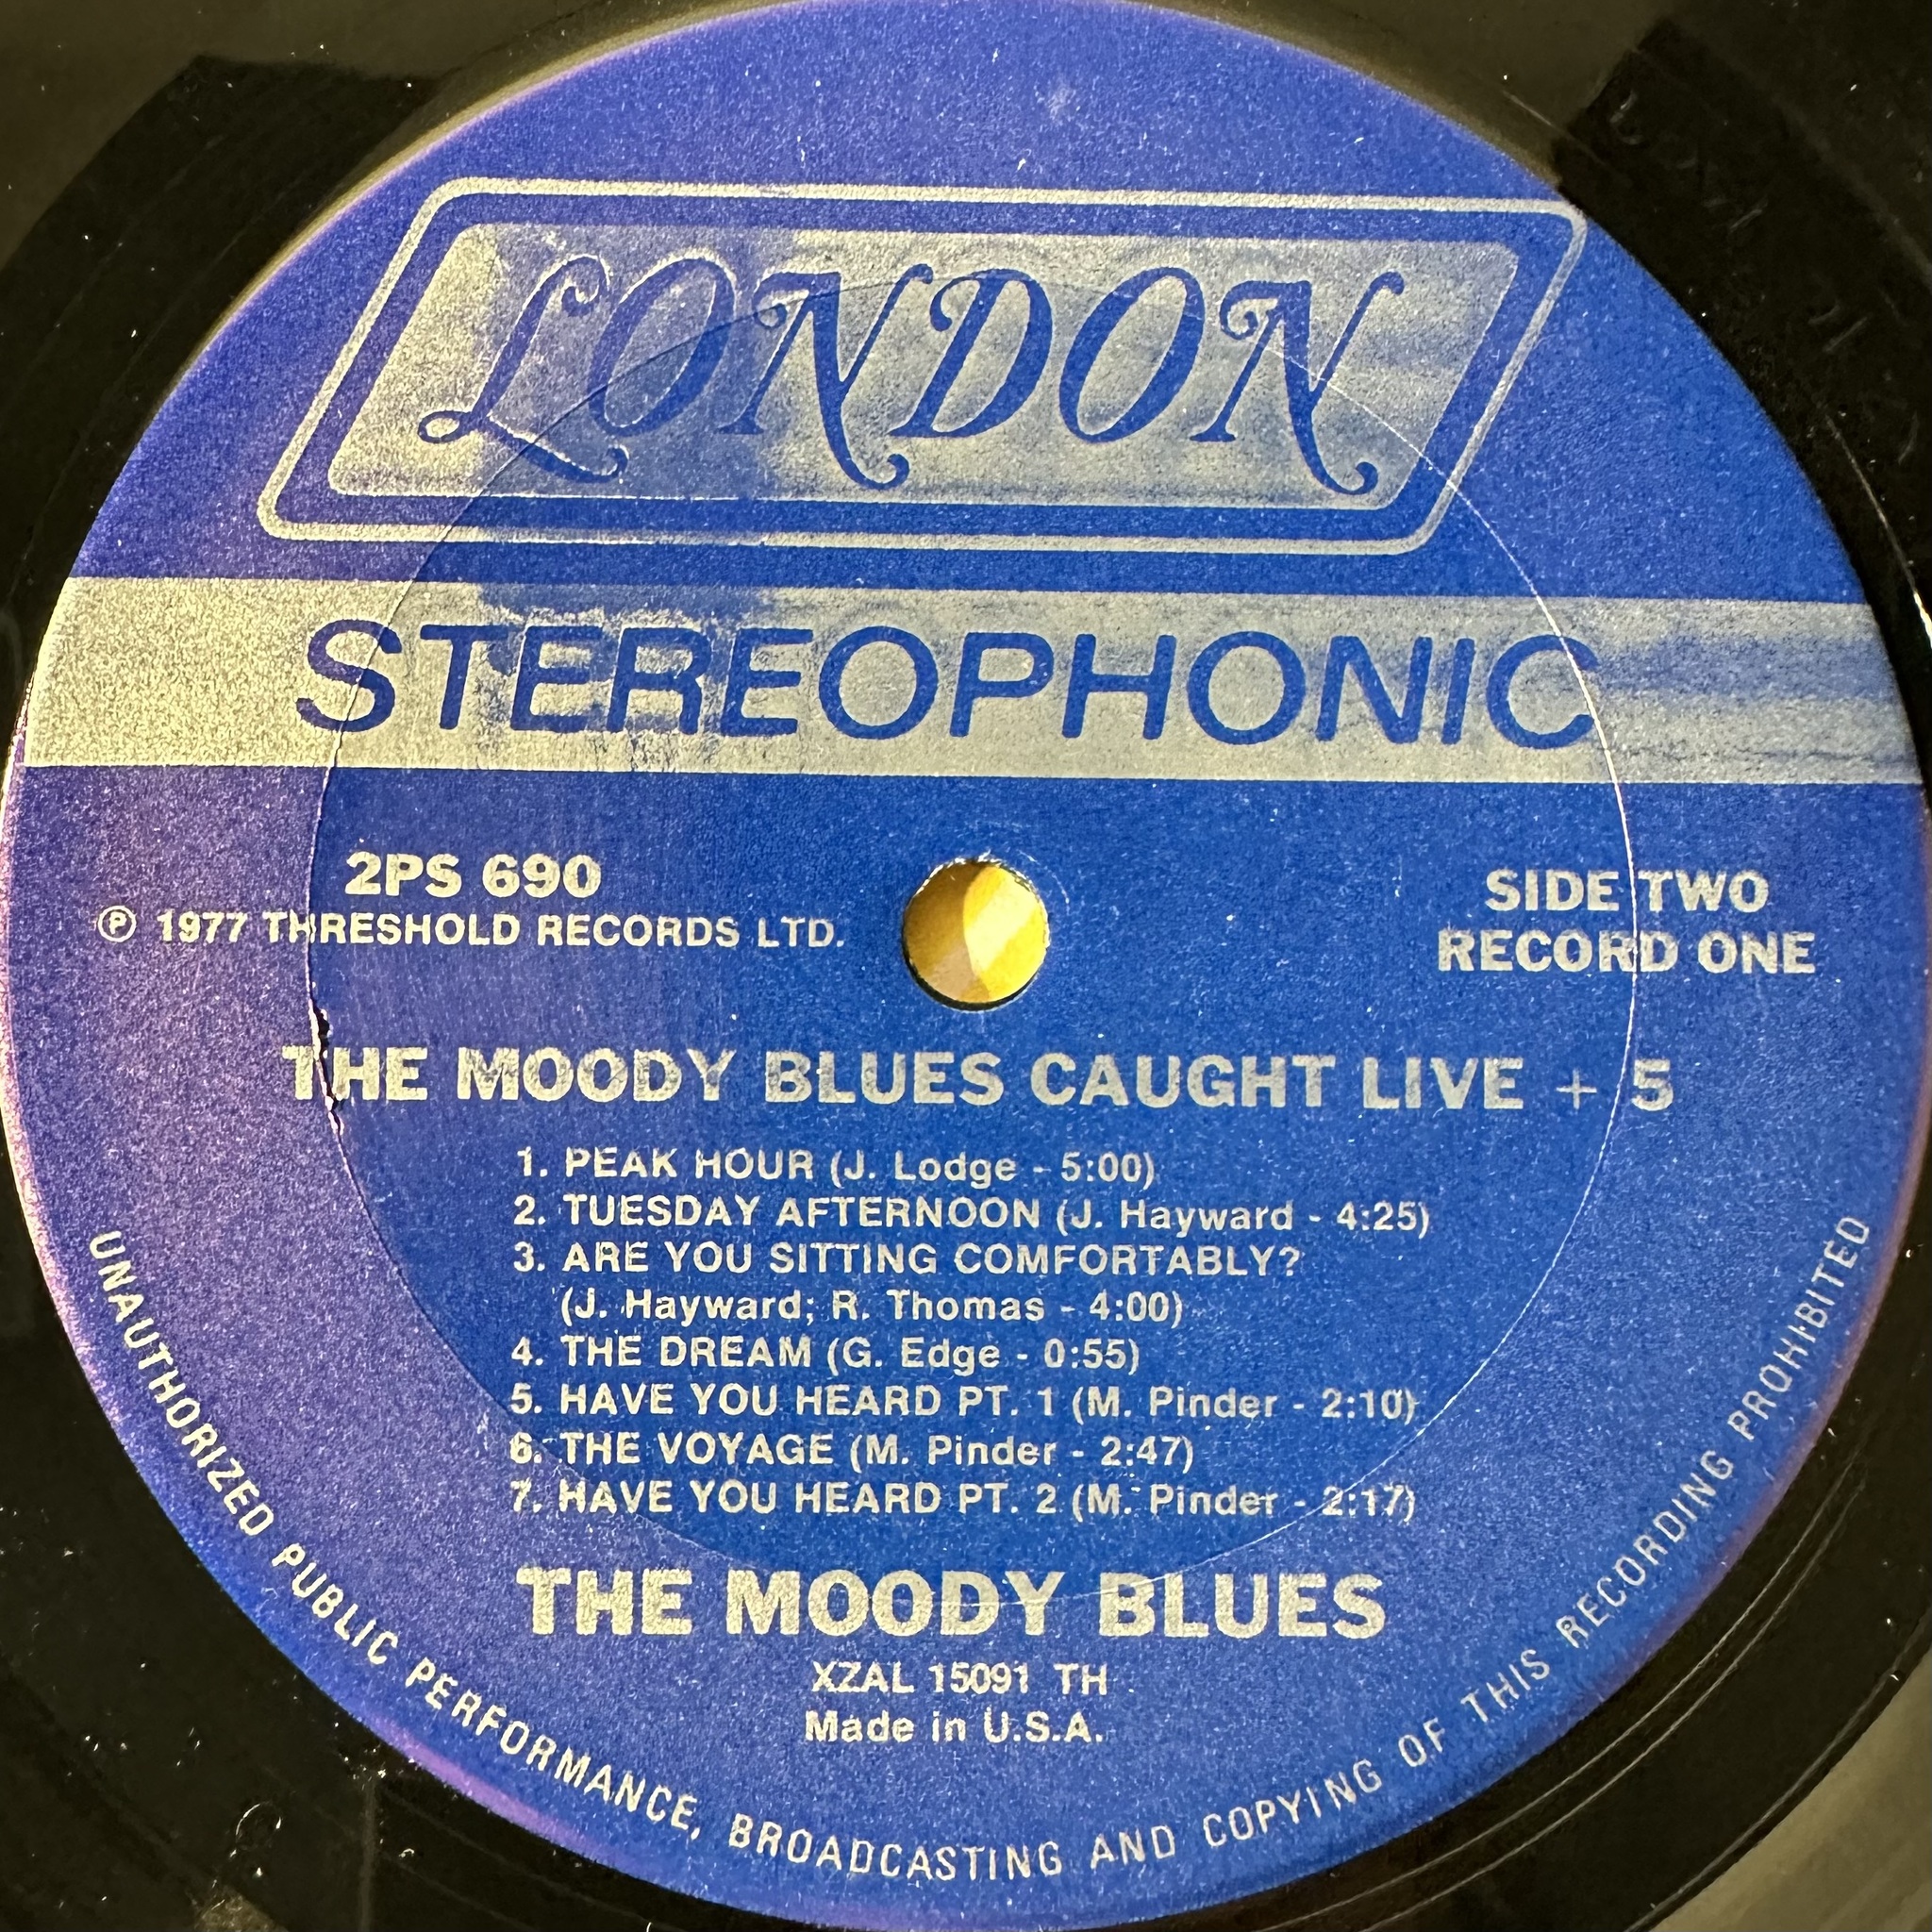 LONDON
STEREOPHONIC
2PS 690
℗ 1977 THRESHOLD RECORDS LTD.
SIDE TWO
RECORD ONE
THE MOODY BLUES CAUGHT LIVE + 5
1. PEAK HOUR (J. Lodge - 5:00)
2. TUESDAY AFTERNOON (J. Hayward - 4:25)
3. ARE YOU SITTING COMFORTABLY?
(J. Hayward; R. Thomas - 4:00)
4. THE DREAM (G. Edge - 0:55)
5. HAVE YOU HEARD PT. 1 (M. Pinder - 2:10)
6. THE VOYAGE (M. Pinder - 2:47)
7. HAVE YOU HEARD PT. 2 (M. Pinder - 2:17)
THE MOODY BLUES
XZAL 15091 TH
Made in U.S.A.
UNAUTHORIZED PUBLIC PERFORMANCE, BROADCASTING AND COPYING OF THIS RECORDING PROHIBITED